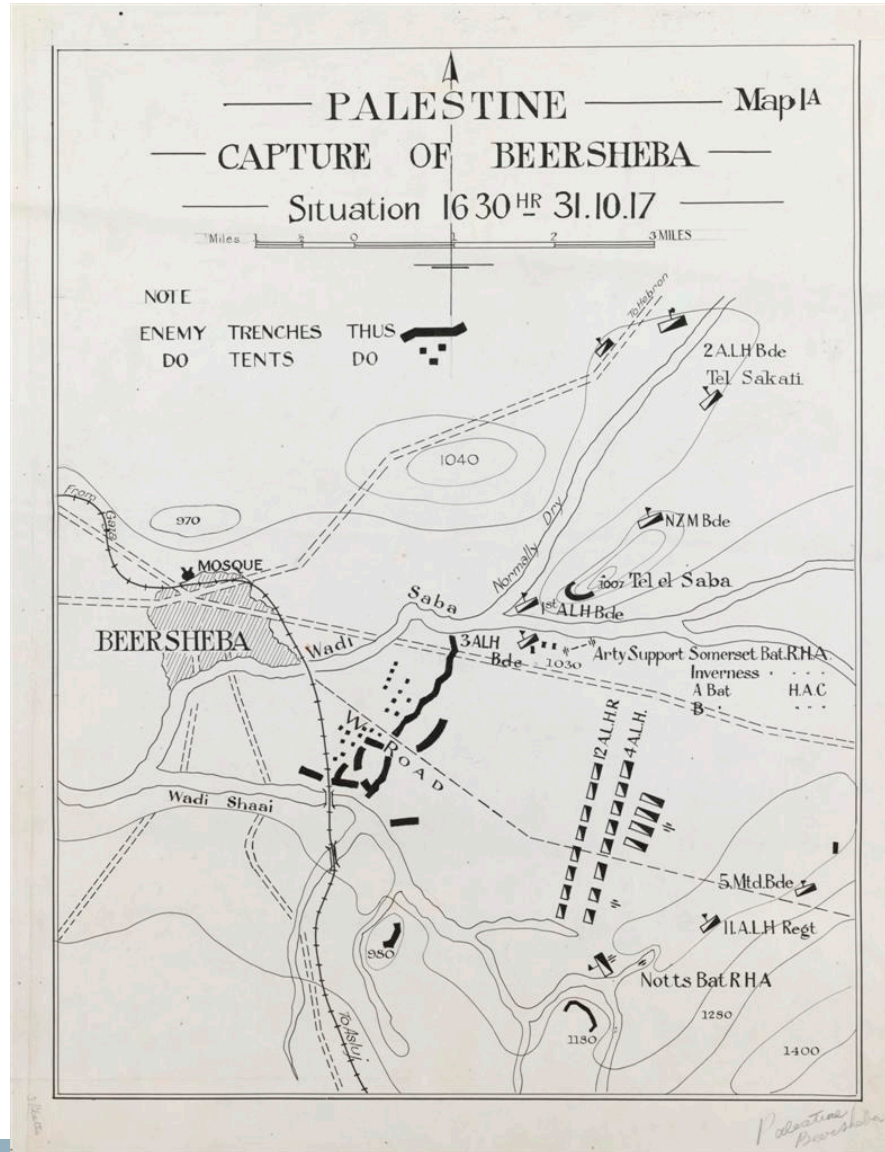 PALESTINE
Map 1A
CAPTURE OF BEERSHEBA
Situation 1630 HR 31.10.17
Miles 1 ½ 0 1 2 3 MILES
NOTE
ENEMY TRENCHES THUS
DO TENTS DO
To Hebron
2 A.L.H Bde
Tel Sakati
1040
From Gaza
970
Normally Dry
NZM Bde
MOSQUE
1007 Tel el Saba
1st A.L.H Bde
Saba
BEERSHEBA
Wadi
3 ALH
Bde
1030
Arty Support Somerset Bat. R.H.A.
Inverness " " " "
A Bat H.A.C
B " " " "
12 A.L.H.R
4 A.L.H.
W. ROAD
Wadi Shaai
5. Mtd. Bde
11. A.L.H Regt
980
Notts Bat R H A
1250
1180
1400
To Asluj
Palestine
Beersheba